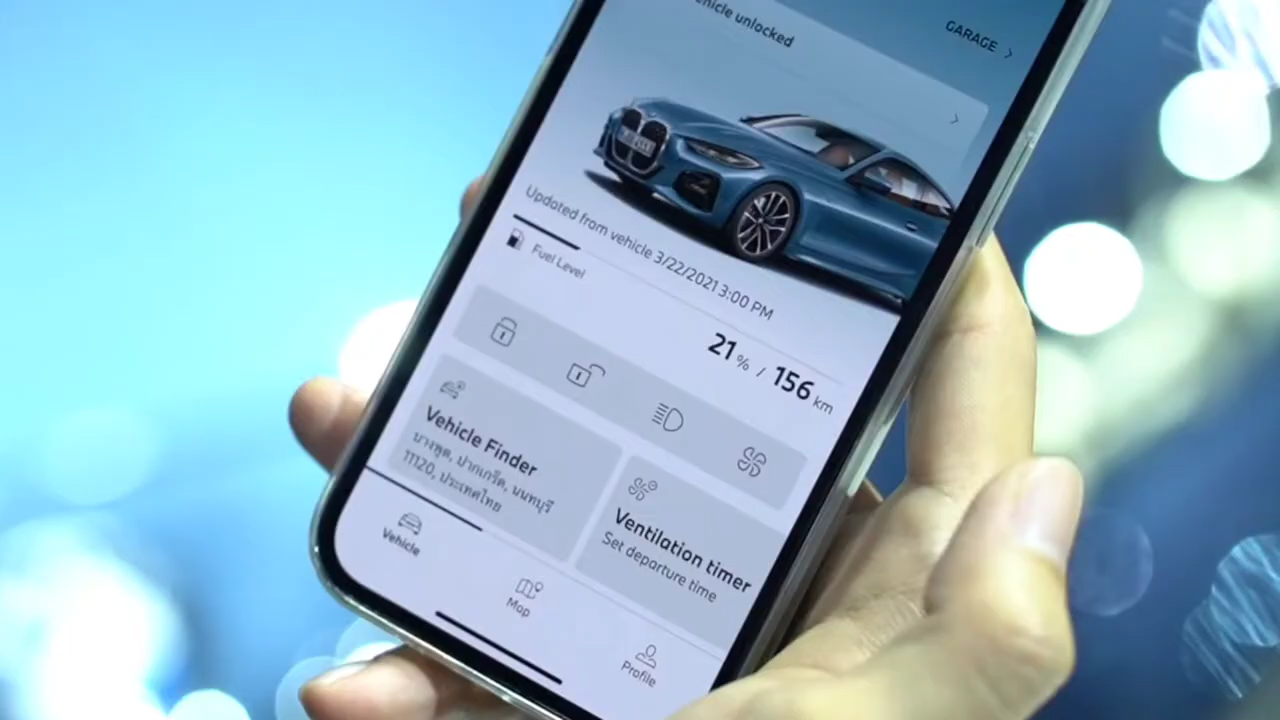 unlocked
GARAGE
Updated from vehicle 3/22/2021 3:00 PM
Fuel Level
21 % / 156 km
Vehicle Finder
บางพูด, ปากเกร็ด, นนทบุรี
11120, ประเทศไทย
Ventilation timer
Set departure time
Vehicle
Map
Profile